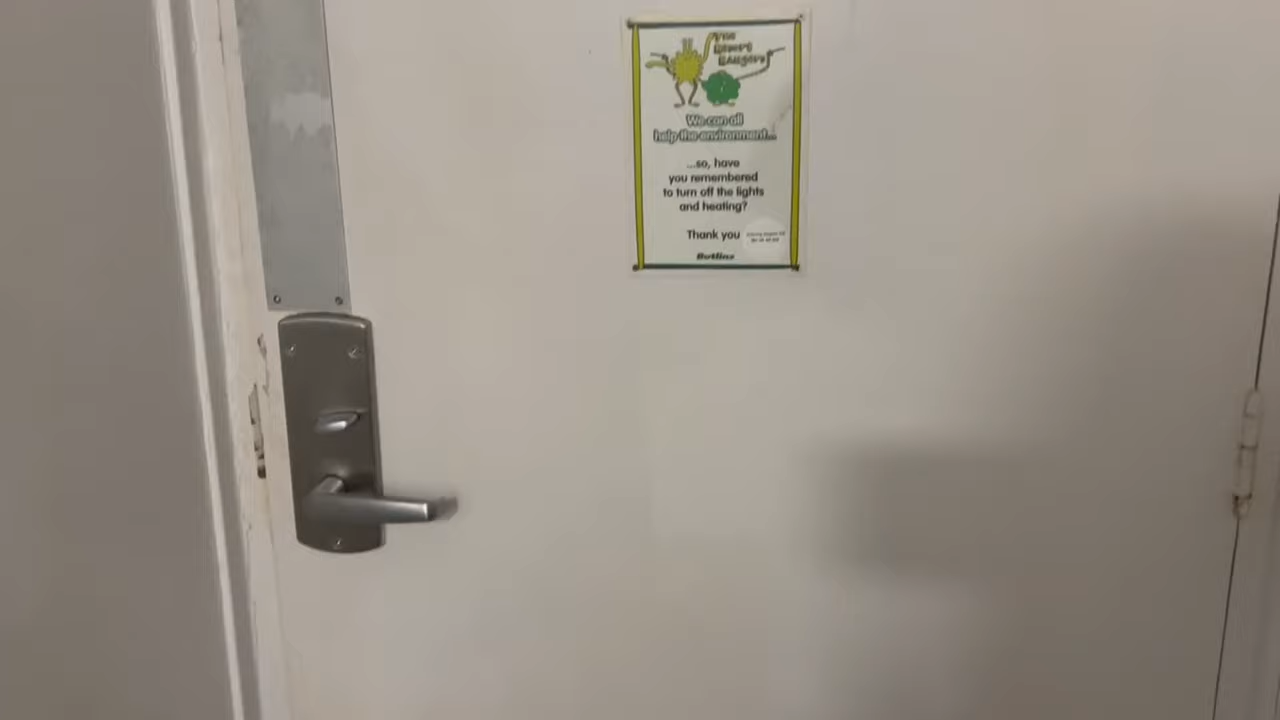 We can all
help the environment...
...so, have
you remembered
to turn off the lights
and heating?
Thank you
Butlins